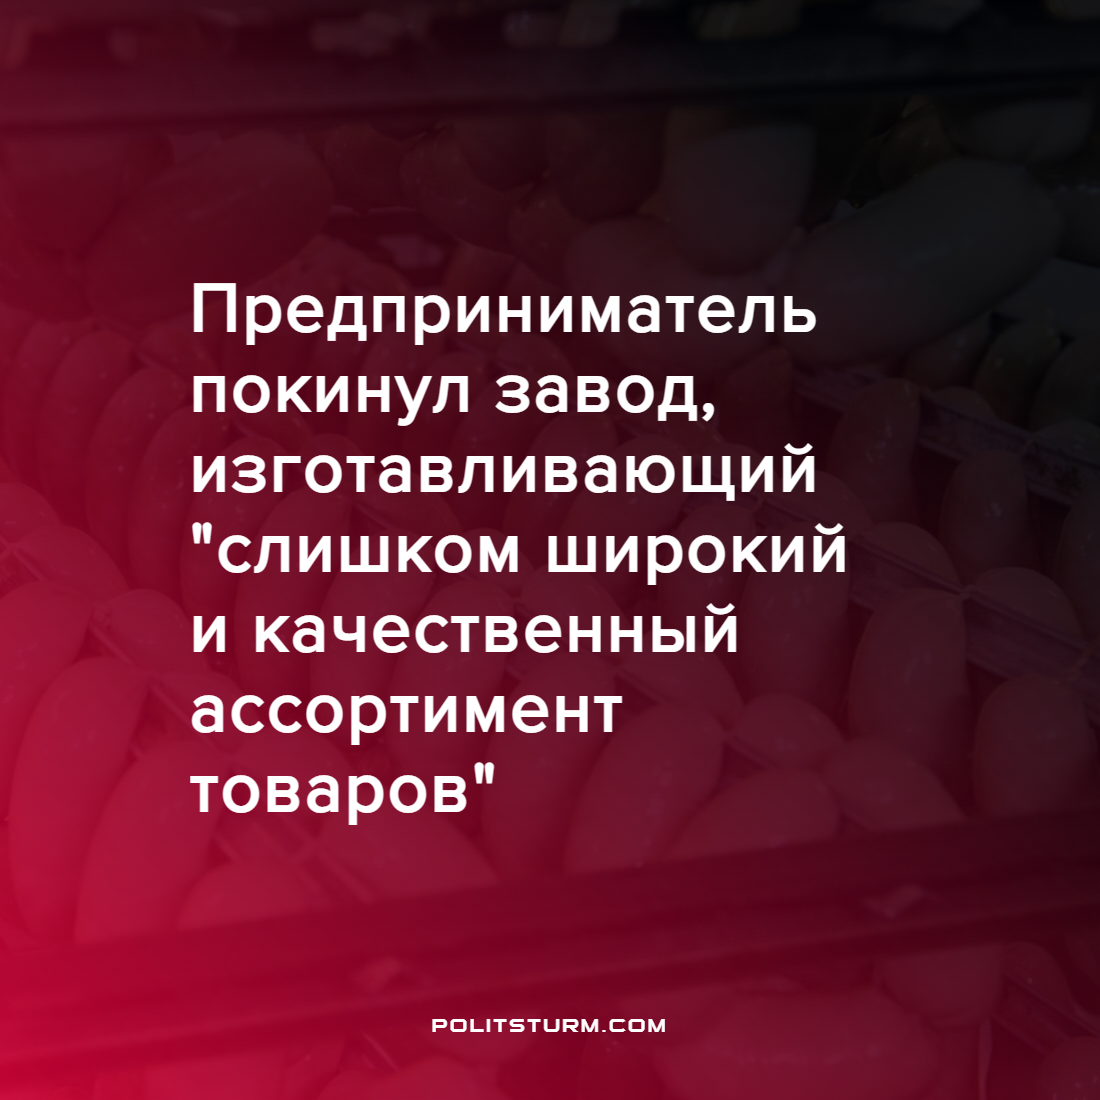 Предприниматель
покинул завод,
изготавливающий
"слишком широкий
и качественный
ассортимент
товаров"
POLITSTURM.COM